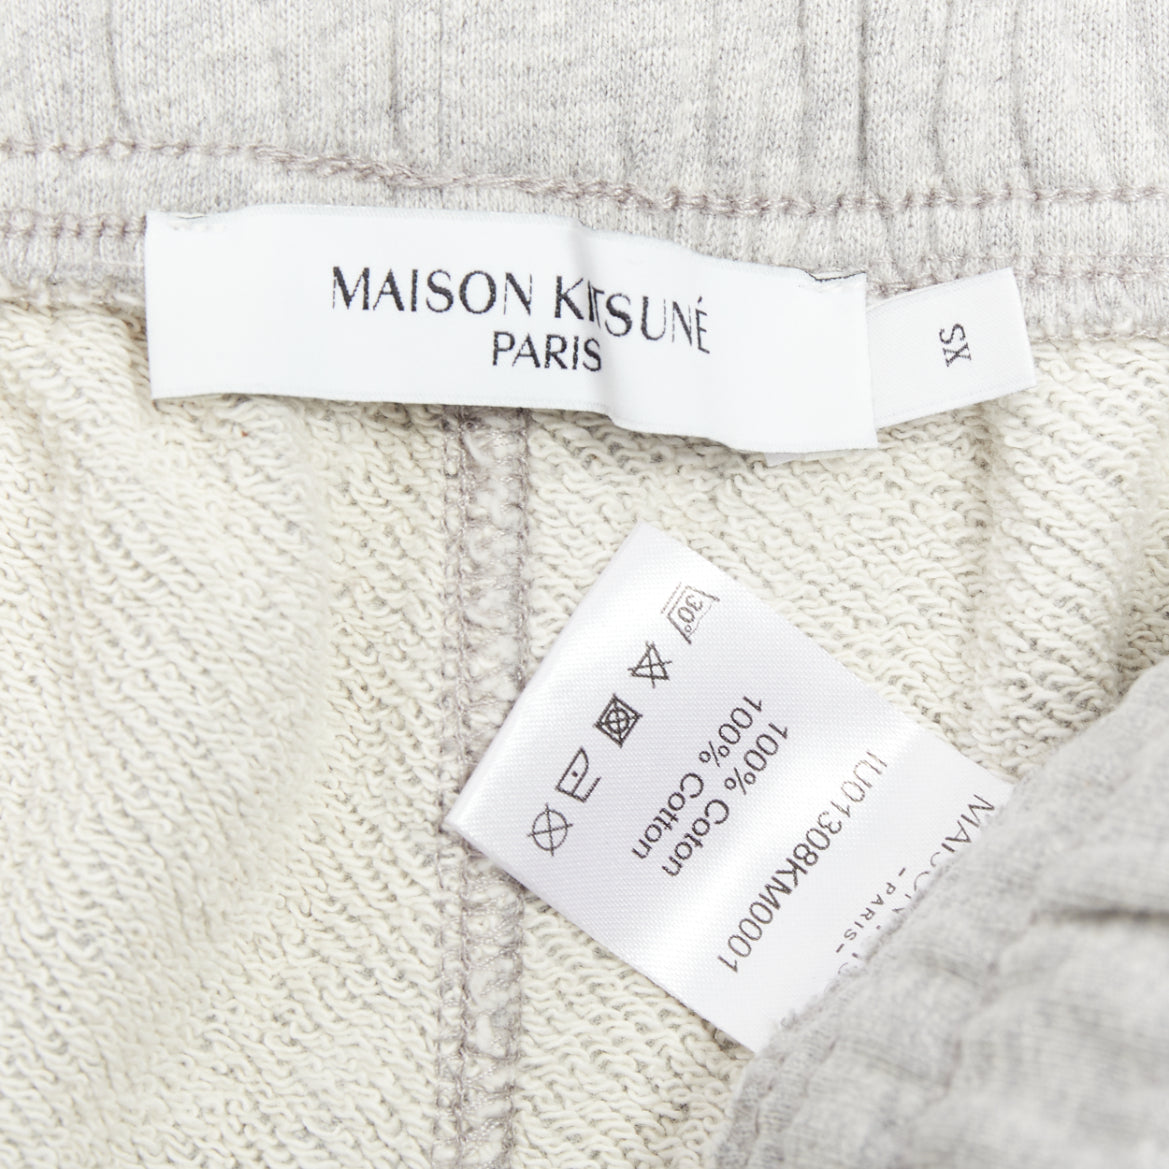 MAISON KITSUNÉ
PARIS
XS
MAISON
-PARIS-
IU01308KM0001
100% Coton
100% Cotton
30°